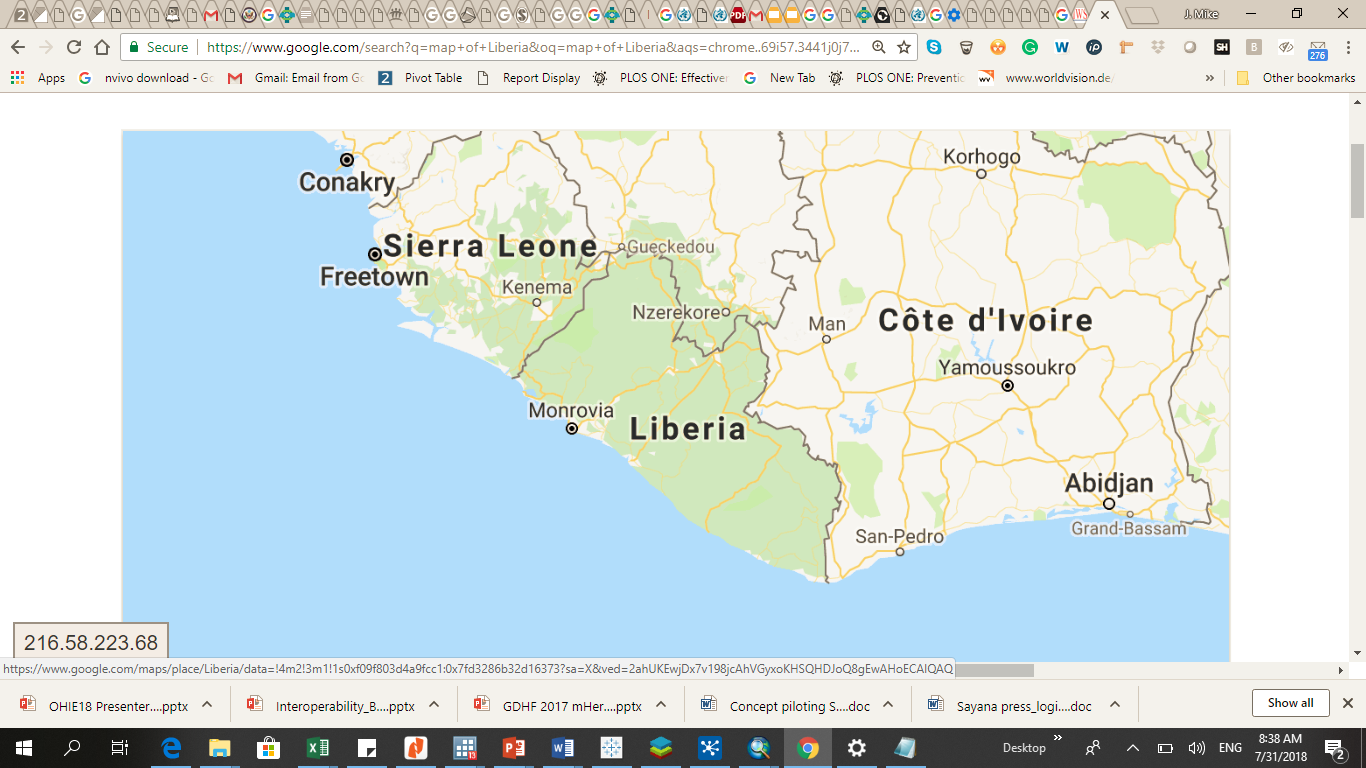 2
J. Mike
Secure
https://www.google.com/search?q=map+of+Liberia&oq=map+of+Liberia&aqs=chrome..69i57.3441j0j7...
276
Apps
nvivo download - Go
Gmail: Email from Go
2 Pivot Table
Report Display
PLOS ONE: Effectiver
New Tab
PLOS ONE: Preventic
www.worldvision.de/
»
Other bookmarks
Korhogo
Conakry
Sierra Leone
Gueckedou
Freetown
Kenema
Nzerekore
Man
Côte d'Ivoire
Yamoussoukro
Monrovia
Liberia
Abidjan
Grand-Bassam
San-Pedro
216.58.223.68
https://www.google.com/maps/place/Liberia/data=!4m2!3m1!1s0xf09f803d4a9fcc1:0x7fd3286b32d16373?sa=X&ved=2ahUKEwjDx7v198jcAhVGyxoKHSQHDJoQ8gEwAHoECAIQAQ
OHIE18 Presenter....pptx
Interoperability_B....pptx
GDHF 2017 mHer....pptx
Concept piloting S....doc
Sayana press_logi....doc
Show all
Desktop
»
ENG
8:38 AM
7/31/2018
2